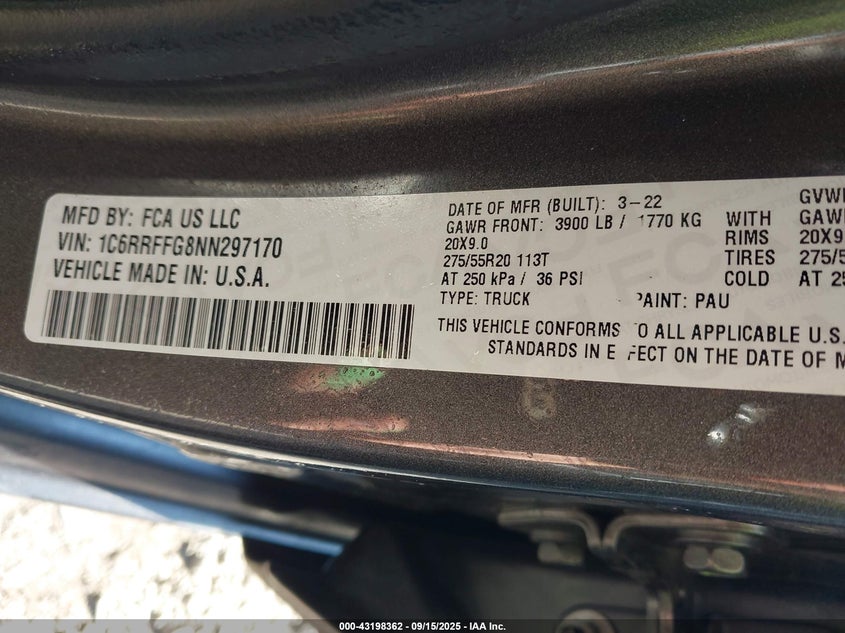 MFD BY: FCA US LLC
VIN: 1C6RRFFG8NN297170
VEHICLE MADE IN: U.S.A.
DATE OF MFR (BUILT): 3-22
GAWR FRONT: 3900 LB / 1770 KG WITH
20X9.0 RIMS 20X9
275/55R20 113T TIRES 275/5
AT 250 kPa / 36 PSI COLD AT 25
TYPE: TRUCK PAINT: PAU
THIS VEHICLE CONFORMS TO ALL APPLICABLE U.S.
STANDARDS IN E FECT ON THE DATE OF M
000-43198362 - 09/15/2025 - IAA Inc.